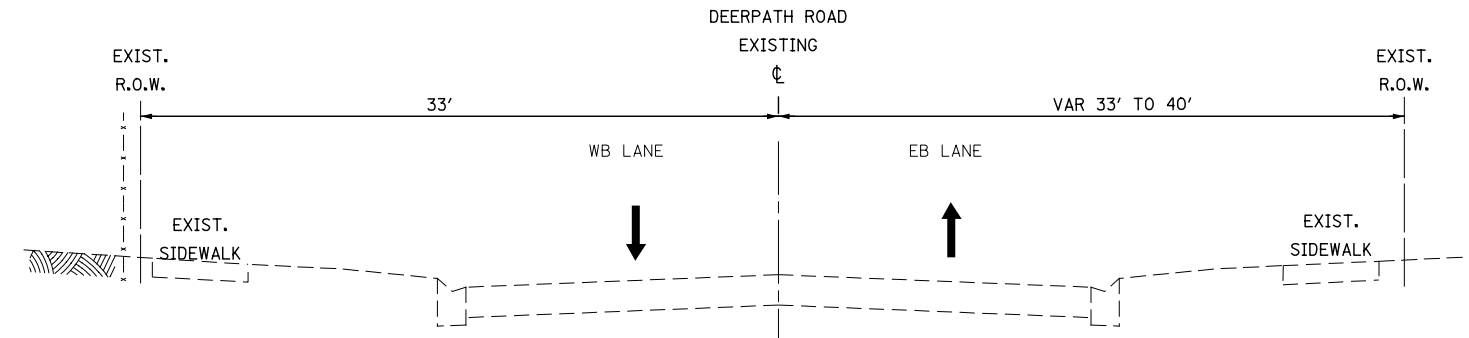 DEERPATH ROAD
EXISTING
℄
EXIST.
R.O.W.
EXIST.
R.O.W.
33'
VAR 33' TO 40'
WB LANE
EB LANE
EXIST.
SIDEWALK
EXIST.
SIDEWALK